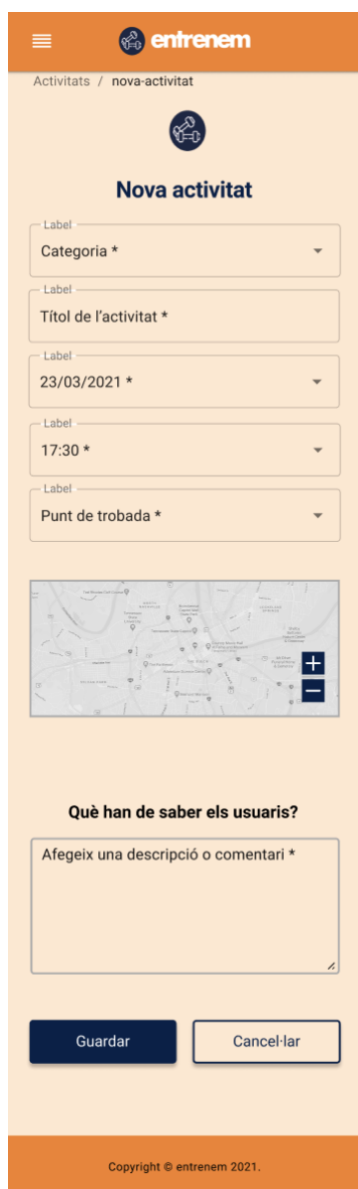 entrenem
Activitats / nova-activitat
Nova activitat
Label
Categoria *
Label
Títol de l'activitat *
Label
23/03/2021 *
Label
17:30 *
Label
Punt de trobada *
Què han de saber els usuaris?
Afegeix una descripció o comentari *
Guardar
Cancel·lar
Copyright © entrenem 2021.